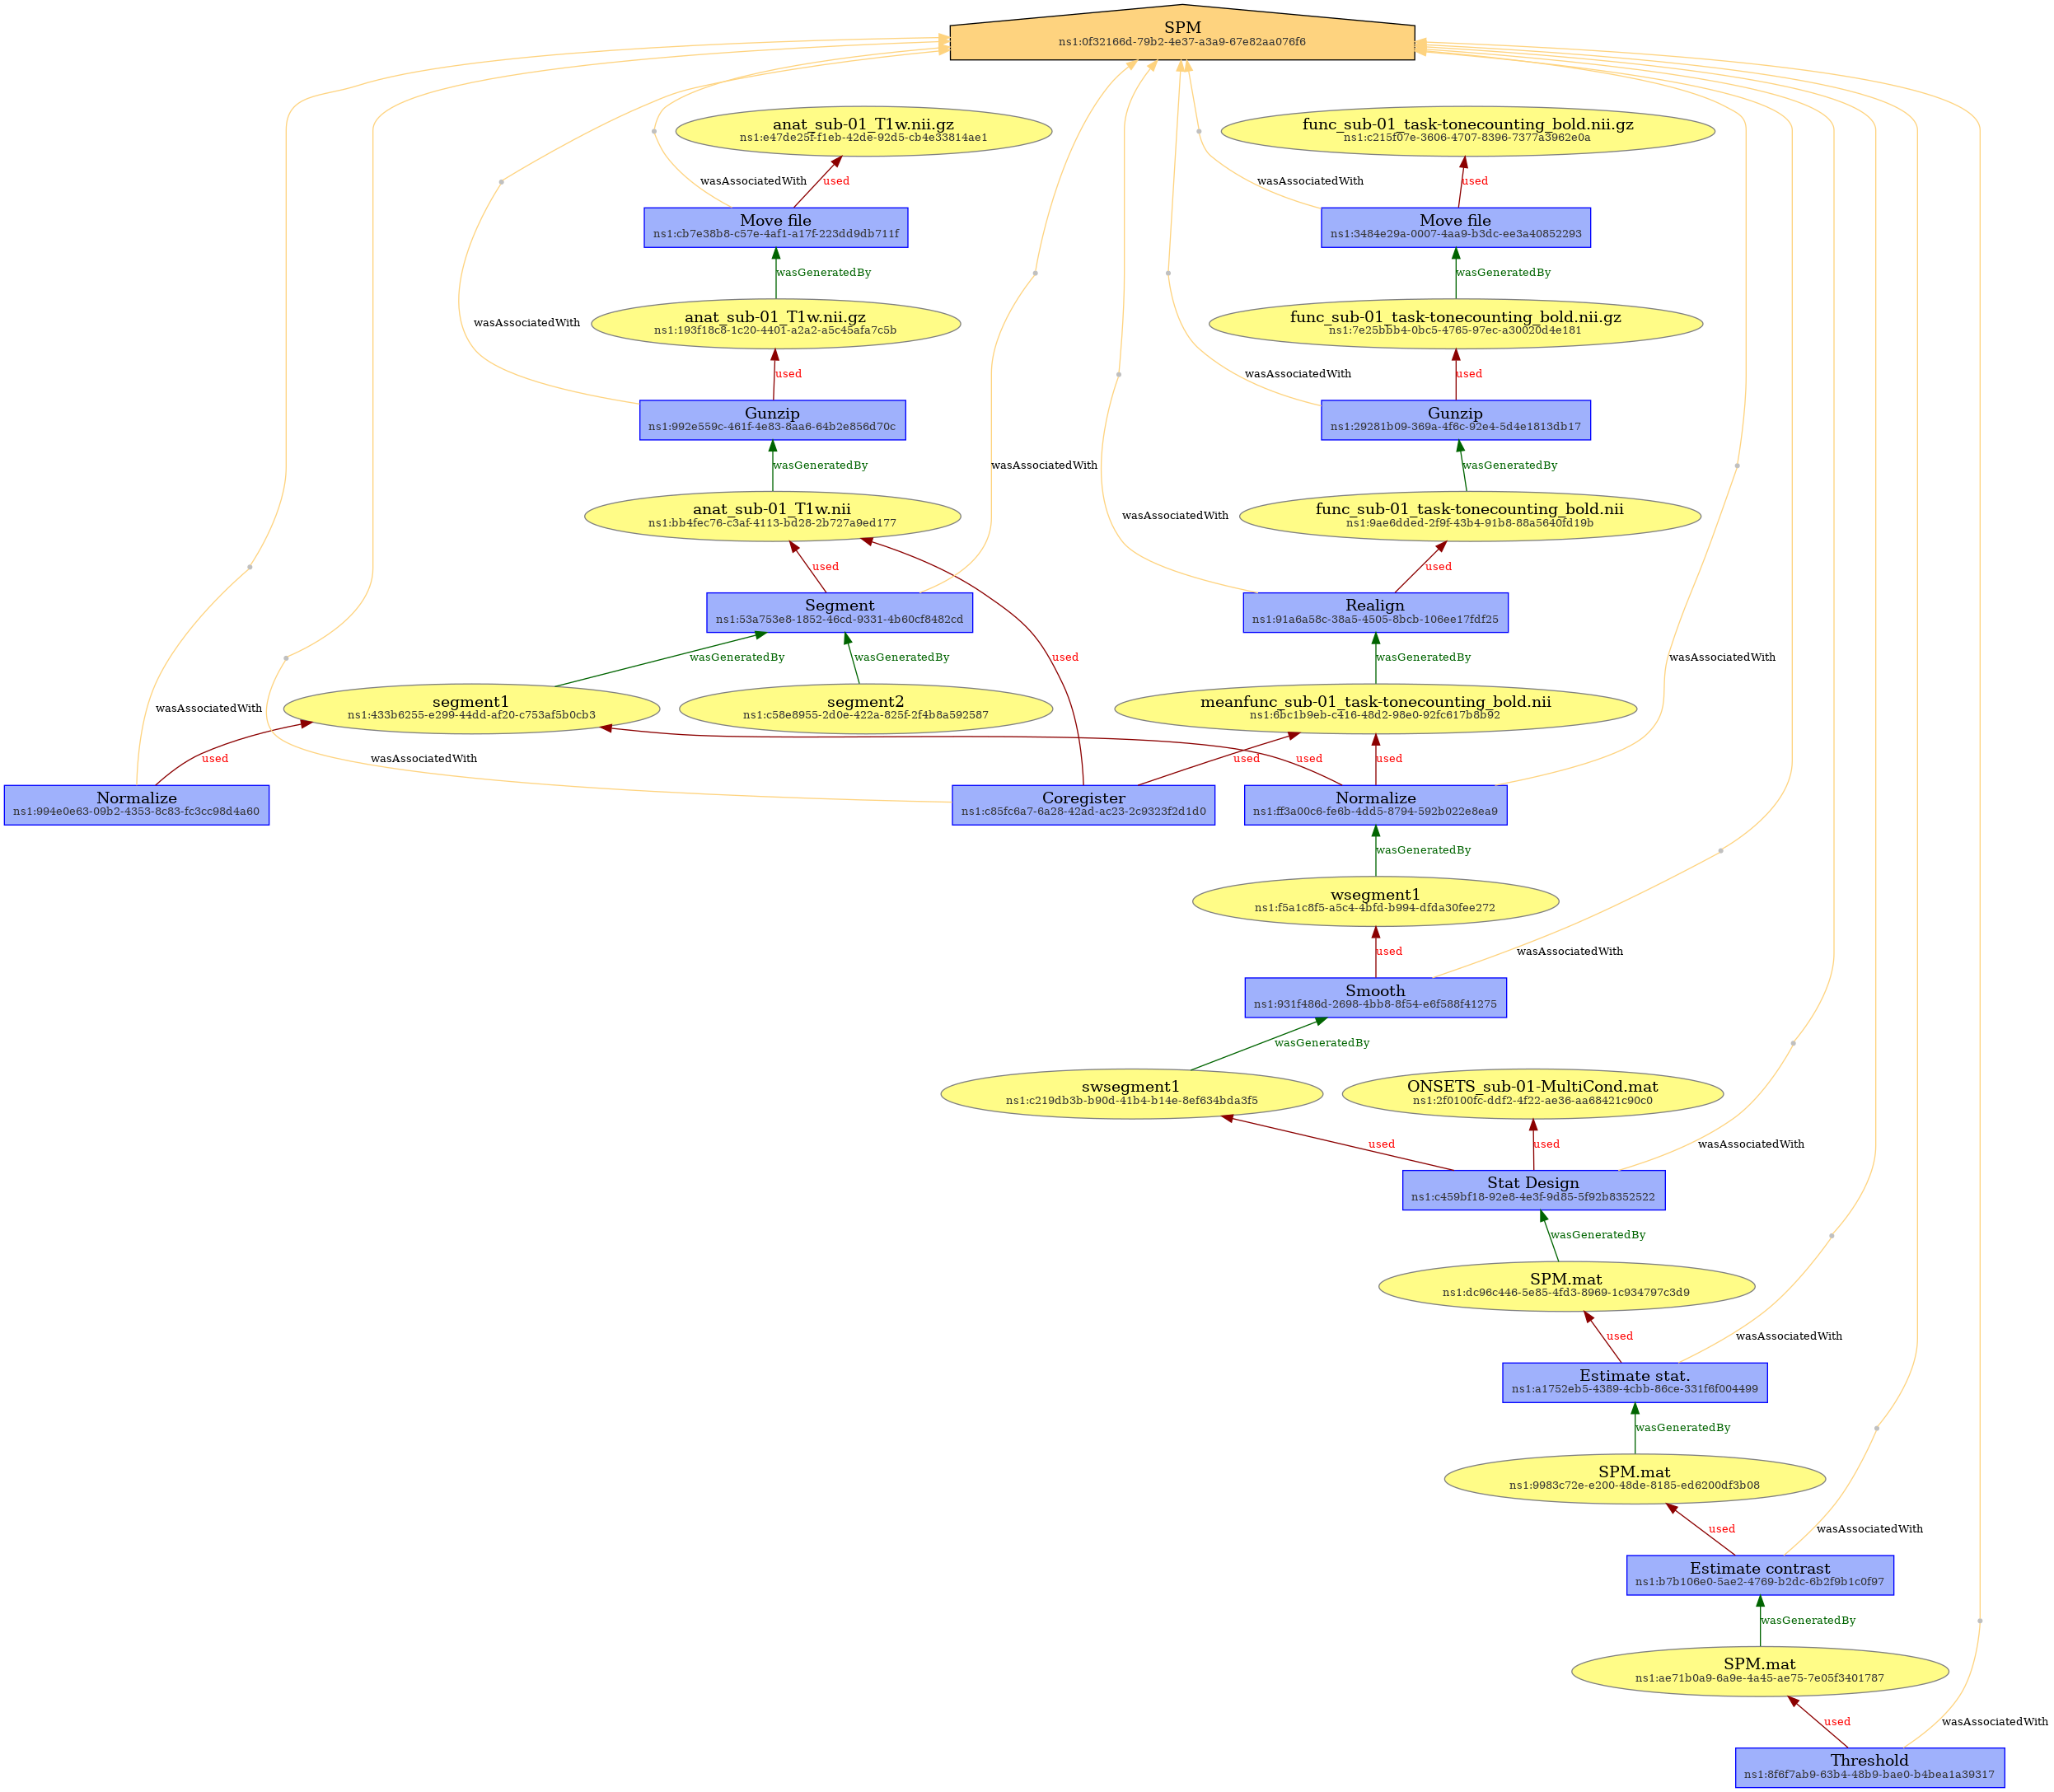 SPM
ns1:0f32166d-79b2-4e37-a3a9-67e82aa076f6
anat_sub-01_T1w.nii.gz
ns1:e47de25f-f1eb-42de-92d5-cb4e33814ae1
func_sub-01_task-tonecounting_bold.nii.gz
ns1:c215f07e-3606-4707-8396-7377a3962e0a
wasAssociatedWith
used
wasAssociatedWith
used
Move file
ns1:cb7e38b8-c57e-4af1-a17f-223dd9db711f
Move file
ns1:3484e29a-0007-4aa9-b3dc-ee3a40852293
wasGeneratedBy
wasGeneratedBy
anat_sub-01_T1w.nii.gz
ns1:193f18c8-1c20-4401-a2a2-a5c45afa7c5b
func_sub-01_task-tonecounting_bold.nii.gz
ns1:7e25bbb4-0bc5-4765-97ec-a30020d4e181
wasAssociatedWith
used
wasAssociatedWith
used
Gunzip
ns1:992e559c-461f-4e83-8aa6-64b2e856d70c
Gunzip
ns1:29281b09-369a-4f6c-92e4-5d4e1813db17
wasGeneratedBy
wasAssociatedWith
wasGeneratedBy
anat_sub-01_T1w.nii
ns1:bb4fec76-c3af-4113-bd28-2b727a9ed177
wasAssociatedWith
func_sub-01_task-tonecounting_bold.nii
ns1:9ae6dded-2f9f-43b4-91b8-88a5640fd19b
used
used
Segment
ns1:53a753e8-1852-46cd-9331-4b60cf8482cd
Realign
ns1:91a6a58c-38a5-4505-8bcb-106ee17fdf25
wasGeneratedBy
wasGeneratedBy
used
wasGeneratedBy
wasAssociatedWith
wasAssociatedWith
segment1
ns1:433b6255-e299-44dd-af20-c753af5b0cb3
segment2
ns1:c58e8955-2d0e-422a-825f-2f4b8a592587
meanfunc_sub-01_task-tonecounting_bold.nii
ns1:6bc1b9eb-c416-48d2-98e0-92fc617b8b92
used
wasAssociatedWith
used
used
used
Normalize
ns1:994e0e63-09b2-4353-8c83-fc3cc98d4a60
Coregister
ns1:c85fc6a7-6a28-42ad-ac23-2c9323f2d1d0
Normalize
ns1:ff3a00c6-fe6b-4dd5-8794-592b022e8ea9
wasGeneratedBy
wsegment1
ns1:f5a1c8f5-a5c4-4bfd-b994-dfda30fee272
used
wasAssociatedWith
Smooth
ns1:931f486d-2698-4bb8-8f54-e6f588f41275
wasGeneratedBy
swsegment1
ns1:c219db3b-b90d-41b4-b14e-8ef634bda3f5
ONSETS_sub-01-MultiCond.mat
ns1:2f0100fc-ddf2-4f22-ae36-aa68421c90c0
used
used
wasAssociatedWith
Stat Design
ns1:c459bf18-92e8-4e3f-9d85-5f92b8352522
wasGeneratedBy
SPM.mat
ns1:dc96c446-5e85-4fd3-8969-1c934797c3d9
used
wasAssociatedWith
Estimate stat.
ns1:a1752eb5-4389-4cbb-86ce-331f6f004499
wasGeneratedBy
SPM.mat
ns1:9983c72e-e200-48de-8185-ed6200df3b08
used
wasAssociatedWith
Estimate contrast
ns1:b7b106e0-5ae2-4769-b2dc-6b2f9b1c0f97
wasGeneratedBy
SPM.mat
ns1:ae71b0a9-6a9e-4a45-ae75-7e05f3401787
used
wasAssociatedWith
Threshold
ns1:8f6f7ab9-63b4-48b9-bae0-b4bea1a39317